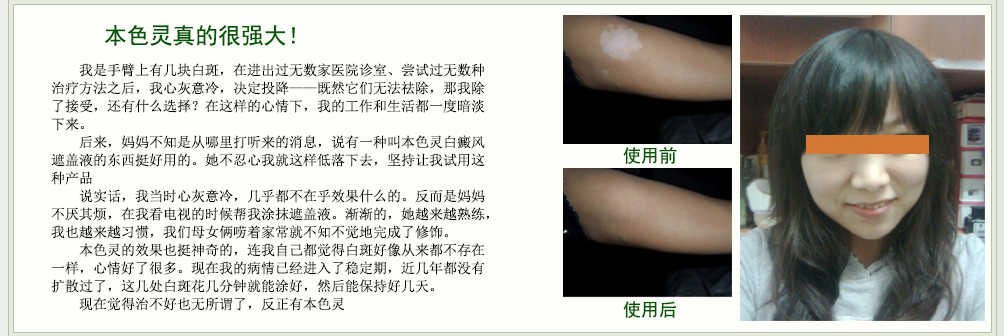 本色灵真的很强大！
我是手臂上有几块白斑，在进出过无数家医院诊室、尝试过无数种
治疗方法之后，我心灰意冷，决定投降——既然它们无法祛除，那我除
了接受，还有什么选择？在这样的心情下，我的工作和生活都一度暗淡
下来。
后来，妈妈不知是从哪里打听来的消息，说有一种叫本色灵白癜风
遮盖液的东西挺好用的。她不忍心我就这样低落下去，坚持让我试用这
种产品
说实话，我当时心灰意冷，几乎都不在乎效果什么的。反而是妈妈
不厌其烦，在我看电视的时候帮我涂抹遮盖液。渐渐的，她越来越熟练，
我也越来越习惯，我们母女俩唠着家常就不知不觉地完成了修饰。
本色灵的效果也挺神奇的，连我自己都觉得白斑好像从来都不存在
一样，心情好了很多。现在我的病情已经进入了稳定期，近几年都没有
扩散过了，这几处白斑花几分钟就能涂好，然后能保持好几天。
现在觉得治不好也无所谓了，反正有本色灵
使用前
使用后